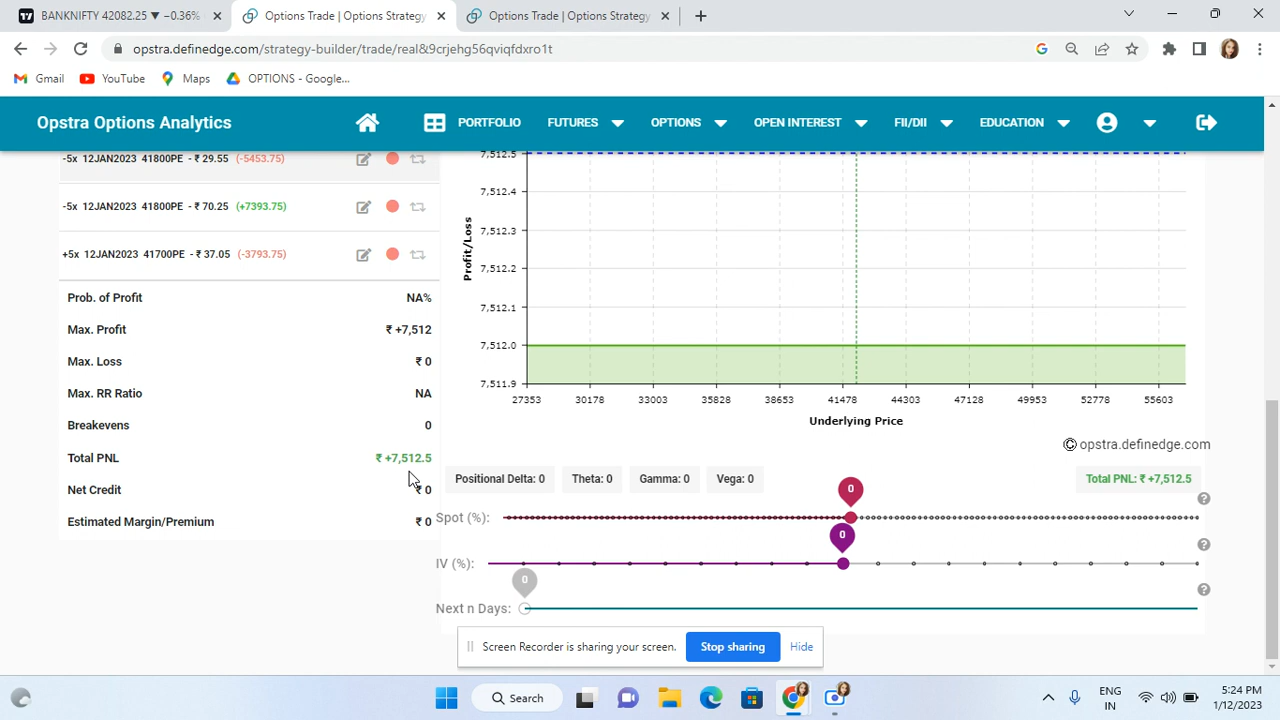 BANKNIFTY 42082.25 ▼ −0.36%
Options Trade | Options Strategy
Options Trade | Options Strategy
opstra.definedge.com/strategy-builder/trade/real&9crjehg56qviqfdxro1t
Gmail
YouTube
Maps
OPTIONS - Google...
Opstra Options Analytics
PORTFOLIO
FUTURES
OPTIONS
OPEN INTEREST
FII/DII
EDUCATION
-5x 12JAN2023 41800PE - ₹ 29.55 (-5453.75)
-5x 12JAN2023 41800PE - ₹ 70.25 (+7393.75)
+5x 12JAN2023 41700PE - ₹ 37.05 (-3793.75)
Prob. of Profit NA%
Max. Profit ₹ +7,512
Max. Loss ₹ 0
Max. RR Ratio NA
Breakevens 0
Total PNL ₹ +7,512.5
Net Credit ₹ 0
Estimated Margin/Premium ₹ 0
Profit/Loss
7,512.5
7,512.4
7,512.3
7,512.2
7,512.1
7,512.0
7,511.9
27353 30178 33003 35828 38653 41478 44303 47128 49953 52778 55603
Underlying Price
© opstra.definedge.com
Positional Delta: 0
Theta: 0
Gamma: 0
Vega: 0
Total PNL: ₹ +7,512.5
0
Spot (%):
0
IV (%):
0
Next n Days:
Screen Recorder is sharing your screen.
Stop sharing
Hide
Search
ENG
IN
5:24 PM
1/12/2023